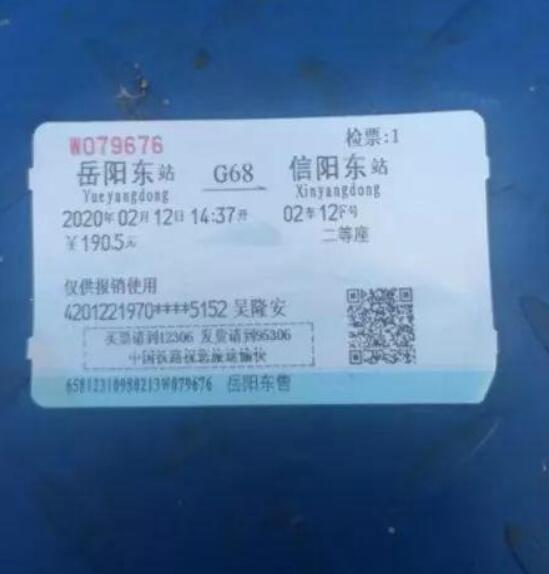 W079676 检票:1
岳阳东站 G68 信阳东站
Yueyangdong Xinyangdong
2020年02月12日 14:37开 02车12F号
￥190.5元 二等座
仅供报销使用
4201221970****5152 吴隆安
买票请到12306 发货请到95306
中国铁路祝您旅途愉快
65812310980213W079676 岳阳东售